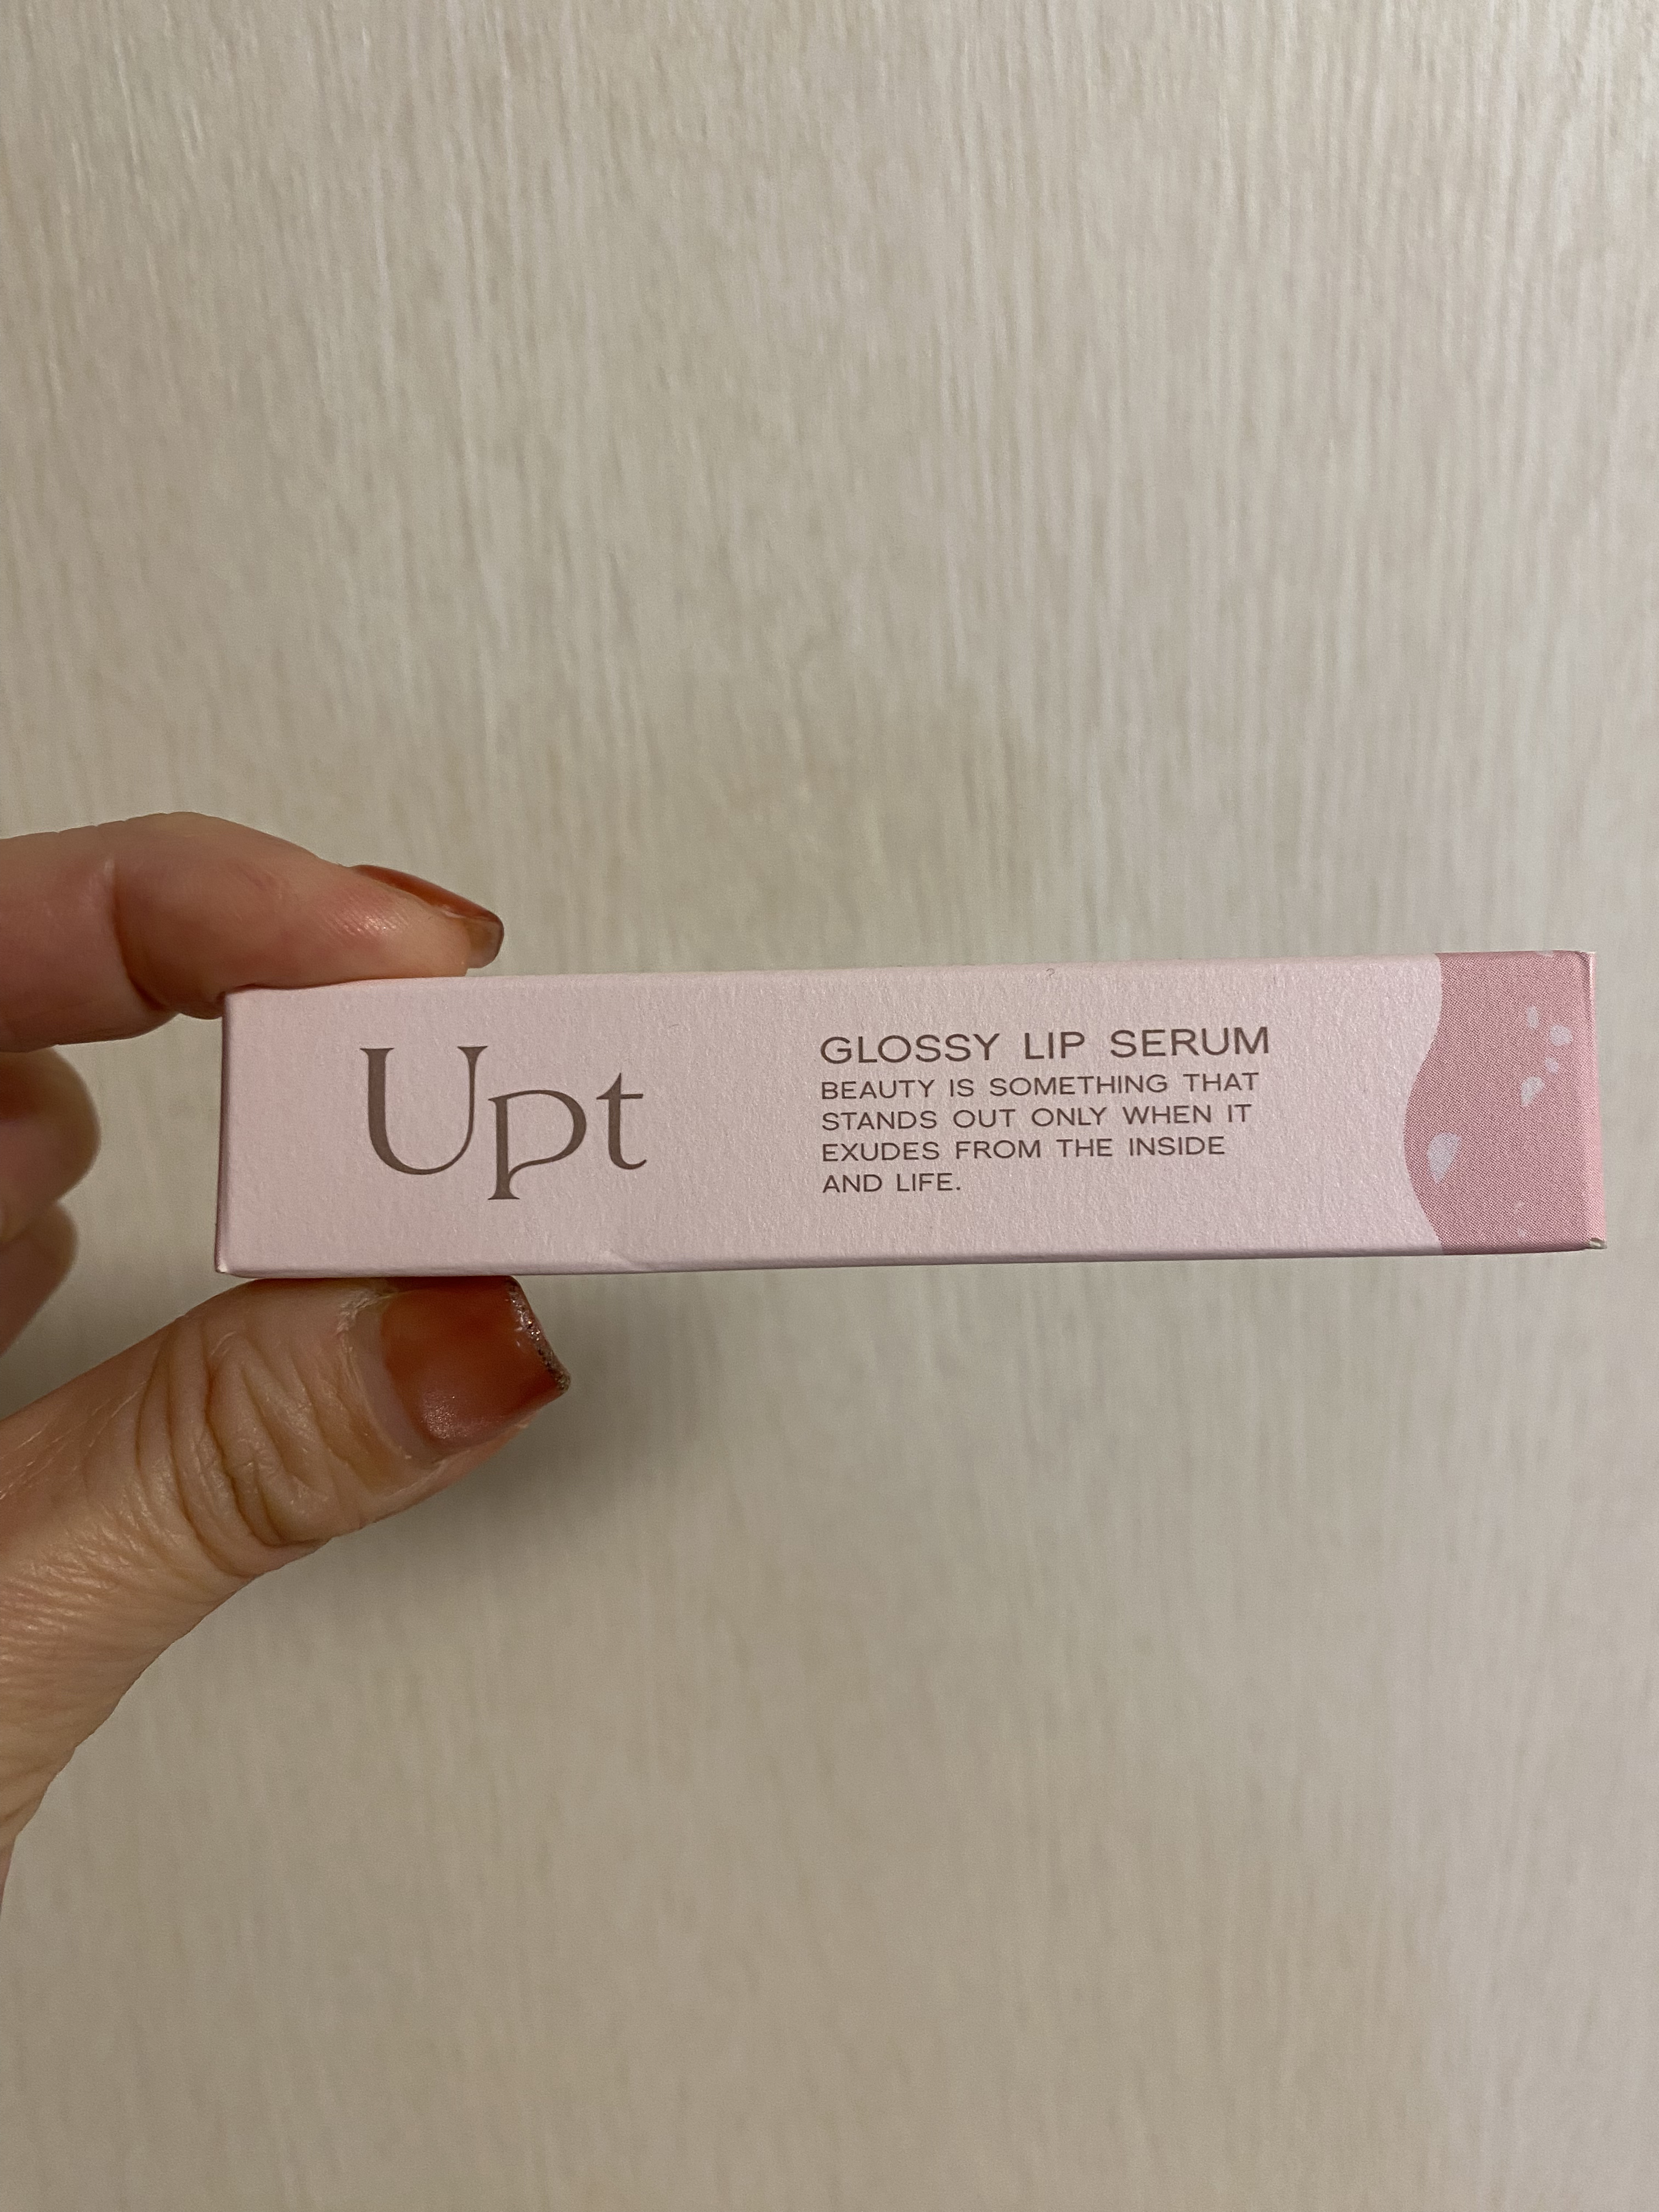 Upt
GLOSSY LIP SERUM
BEAUTY IS SOMETHING THAT
STANDS OUT ONLY WHEN IT
EXUDES FROM THE INSIDE
AND LIFE.